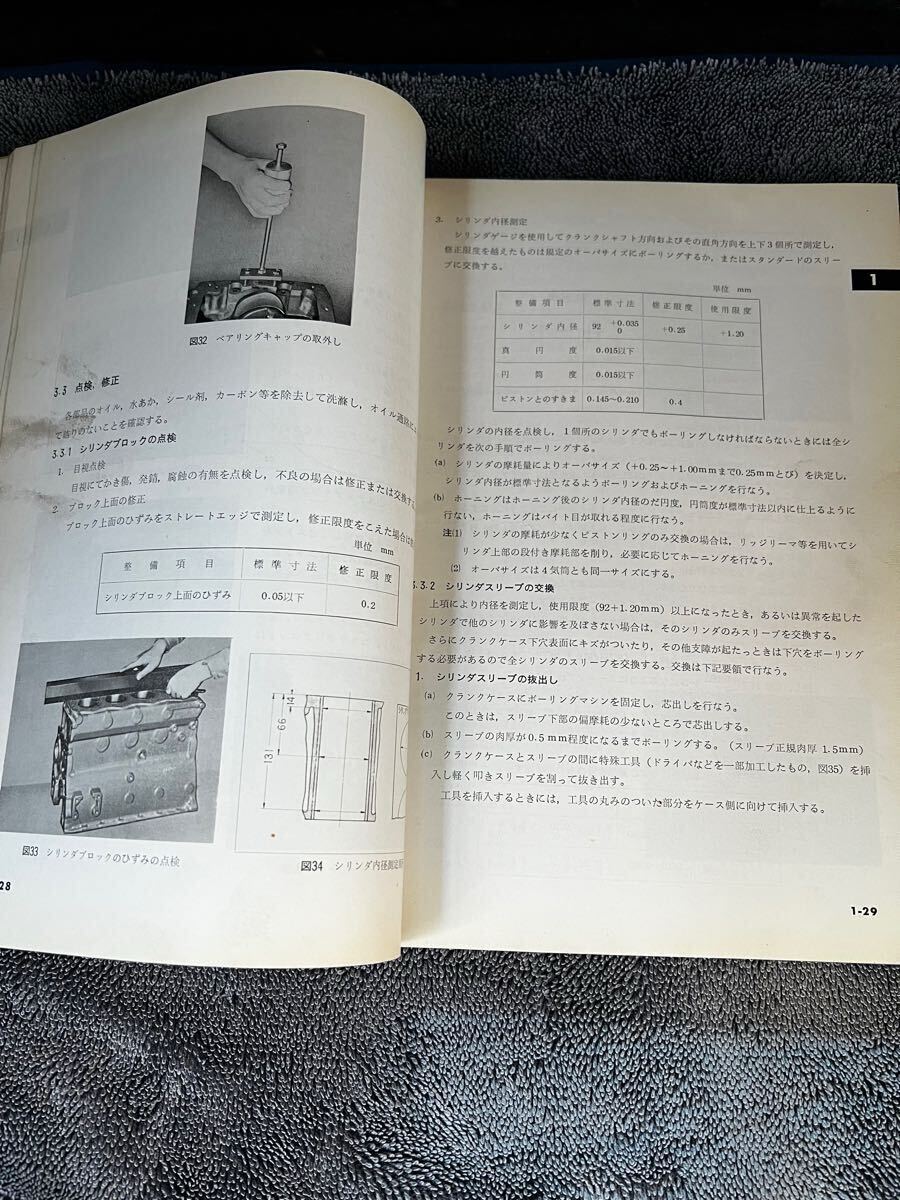 図32 ベアリングキャップの取外し
3.3 点検, 修正
各部品のオイル, 水あか, シール剤, カーボン等を除去して洗滌し, オイル通路に
て詰りのないことを確認する。
3.3.1 シリンダブロックの点検
1. 目視点検
目視にてかき傷, 発錆, 腐蝕の有無を点検し, 不良の場合は修正または交換す
2. ブロック上面の修正
ブロック上面のひずみをストレートエッジで測定し, 修正限度をこえた場合は
単位 mm
整備項目 標準寸法 修正限度
シリンダブロック上面のひずみ 0.05以下 0.2
14
66
131
図33 シリンダブロックのひずみの点検
図34 シリンダ内径測定
28
3. シリンダ内径測定
シリンダゲージを使用してクランクシャフト方向およびその直角方向を上下3個所で測定し,
修正限度を越えたものは規定のオーバサイズにボーリングするか, またはスタンダードのスリー
ブに交換する。
1
単位 mm
整備項目 標準寸法 修正限度 使用限度
シリンダ内径 92 +0.035 0 +0.25 +1.20
真円度 0.015以下
円筒度 0.015以下
ピストンとのすきま 0.145~0.210 0.4
シリンダの内径を点検し, 1個所のシリンダでもボーリングしなければならないときには全シ
リンダを次の手順でボーリングする。
(a) シリンダの摩耗量によりオーバサイズ (+0.25~+1.00mmまで0.25mmとび) を決定し,
シリンダ内径が標準寸法となるようボーリングおよびホーニングを行なう。
(b) ホーニングはホーニング後のシリンダ内径のだ円度, 円筒度が標準寸法以内に仕上るように
行ない, ホーニングはバイト目が取れる程度に行なう。
注(1) シリンダの摩耗が少なくピストンリングのみ交換の場合は, リッジリーマ等を用いてシ
リンダ上部の段付き摩耗部を削り, 必要に応じてホーニングを行なう。
(2) オーバサイズは4気筒とも同一サイズにする。
3.3.2 シリンダスリーブの交換
上項により内径を測定し, 使用限度 (92+1.20mm) 以上になったとき, あるいは異常を起した
シリンダで他のシリンダに影響を及ぼさない場合は, そのシリンダのみスリーブを交換する。
さらにクランクケース下穴表面にキズがついたり, その他支障が起たっときは下穴をボーリング
する必要があるので全シリンダのスリーブを交換する。交換は下記要領で行なう。
1. シリンダスリーブの抜出し
(a) クランクケースにボーリングマシンを固定し, 芯出しを行なう。
このときは, スリーブ下部の偏摩耗の少ないところで芯出しする。
(b) スリーブの肉厚が0.5mm程度になるまでボーリングする。(スリーブ正規肉厚 1.5mm)
(c) クランクケースとスリーブの間に特殊工具 (ドライバなどを一部加工したもの, 図35) を挿
入し軽く叩きスリーブを割って抜き出す。
工具を挿入するときには, 工具の丸みのついた部分をケース側に向けて挿入する。
1-29